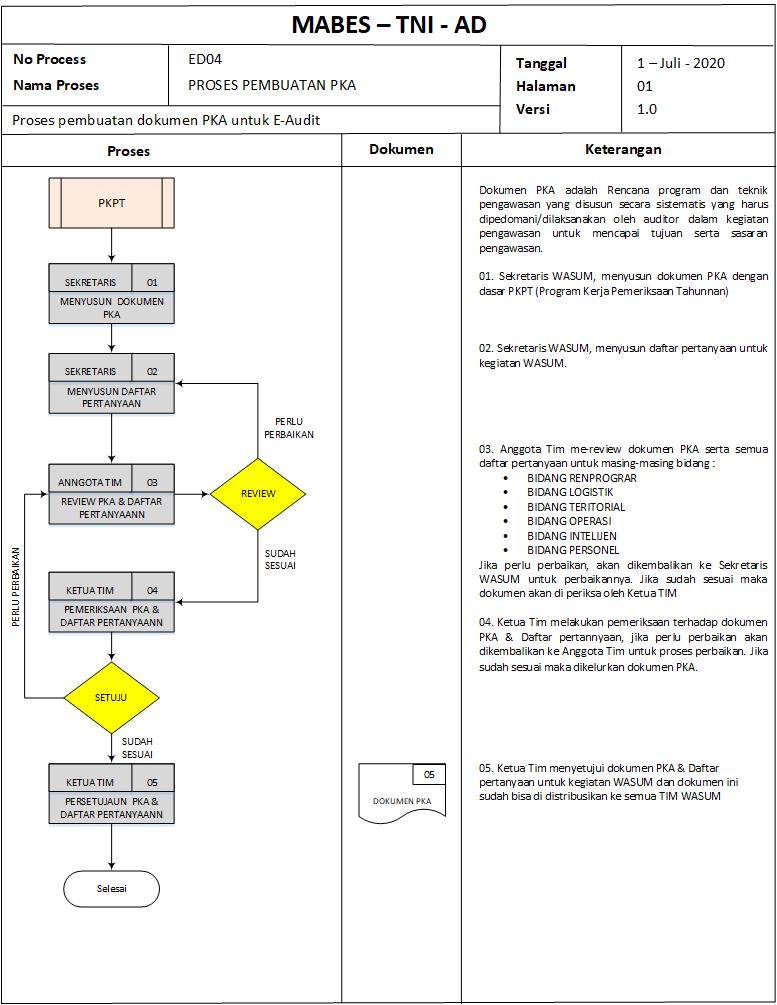 MABES – TNI - AD
No Process
ED04
Nama Proses
PROSES PEMBUATAN PKA
Tanggal
1 – Juli - 2020
Halaman
01
Versi
1.0
Proses pembuatan dokumen PKA untuk E-Audit
Proses
Dokumen
Keterangan
PKPT
SEKRETARIS
01
MENYUSUN DOKUMEN
PKA
SEKRETARIS
02
MENYUSUN DAFTAR
PERTANYAAN
PERLU
PERBAIKAN
ANNGOTA TIM
03
REVIEW PKA & DAFTAR
PERTANYAANN
REVIEW
SUDAH
SESUAI
PERLU PERBAIKAN
KETUA TIM
04
PEMERIKSAAN PKA &
DAFTAR PERTANYAANN
SETUJU
SUDAH
SESUAI
KETUA TIM
05
PERSETUJAUN PKA &
DAFTAR PERTANYAANN
Selesai
05
DOKUMEN PKA
Dokumen PKA adalah Rencana program dan teknik
pengawasan yang disusun secara sistematis yang harus
dipedomani/dilaksanakan oleh auditor dalam kegiatan
pengawasan untuk mencapai tujuan serta sasaran
pengawasan.
01. Sekretaris WASUM, menyusun dokumen PKA dengan
dasar PKPT (Program Kerja Pemeriksaan Tahunnan)
02. Sekretaris WASUM, menyusun daftar pertanyaan untuk
kegiatan WASUM.
03. Anggota Tim me-review dokumen PKA serta semua
daftar pertanyaan untuk masing-masing bidang :
• BIDANG RENPROGRAR
• BIDANG LOGISTIK
• BIDANG TERITORIAL
• BIDANG OPERASI
• BIDANG INTELIJEN
• BIDANG PERSONEL
Jika perlu perbaikan, akan dikembalikan ke Sekretaris
WASUM untuk perbaikannya. Jika sudah sesuai maka
dokumen akan di periksa oleh Ketua TIM
04. Ketua Tim melakukan pemeriksaan terhadap dokumen
PKA & Daftar pertannyaan, jika perlu perbaikan akan
dikembalikan ke Anggota Tim untuk proses perbaikan. Jika
sudah sesuai maka dikelurkan dokumen PKA.
05. Ketua Tim menyetujui dokumen PKA & Daftar
pertanyaan untuk kegiatan WASUM dan dokumen ini
sudah bisa di distribusikan ke semua TIM WASUM